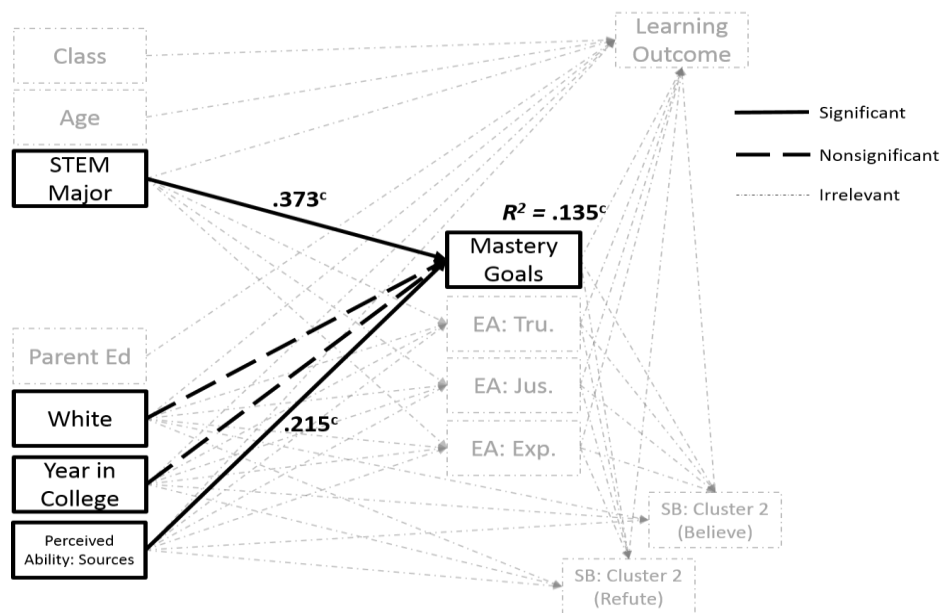 Class
Age
STEM
Major
Parent Ed
White
Year in
College
Perceived
Ability: Sources
.373ᶜ
.215ᶜ
R² = .135ᶜ
Mastery
Goals
EA: Tru.
EA: Jus.
EA: Exp.
Learning
Outcome
SB: Cluster 2
(Believe)
SB: Cluster 2
(Refute)
Significant
Nonsignificant
Irrelevant